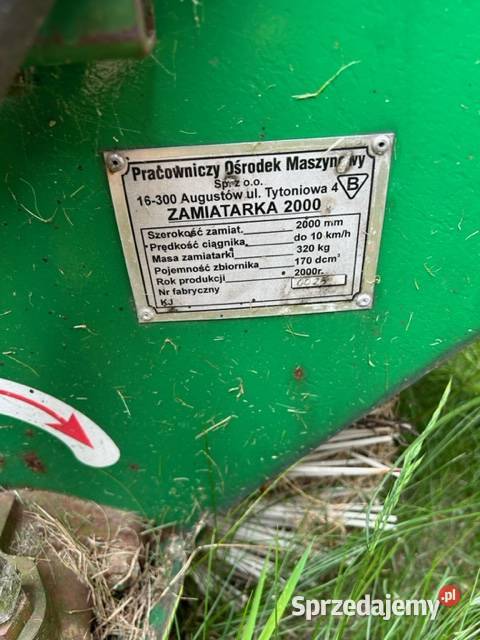 Pracowniczy Ośrodek Maszynowy
Sp. z o.o.
16-300 Augustów ul. Tytoniowa 4
B
ZAMIATARKA 2000
Szerokość zamiat. 2000 mm
Prędkość ciągnika do 10 km/h
Masa zamiatarki 320 kg
Pojemność zbiornika 170 dcm³
Rok produkcji 2000r.
Nr fabryczny
KJ
Sprzedajemy.pl